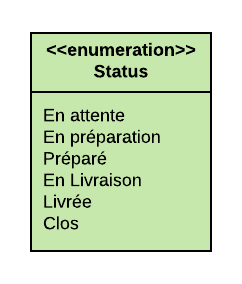 <<enumeration>>
Status
En attente
En préparation
Préparé
En Livraison
Livrée
Clos